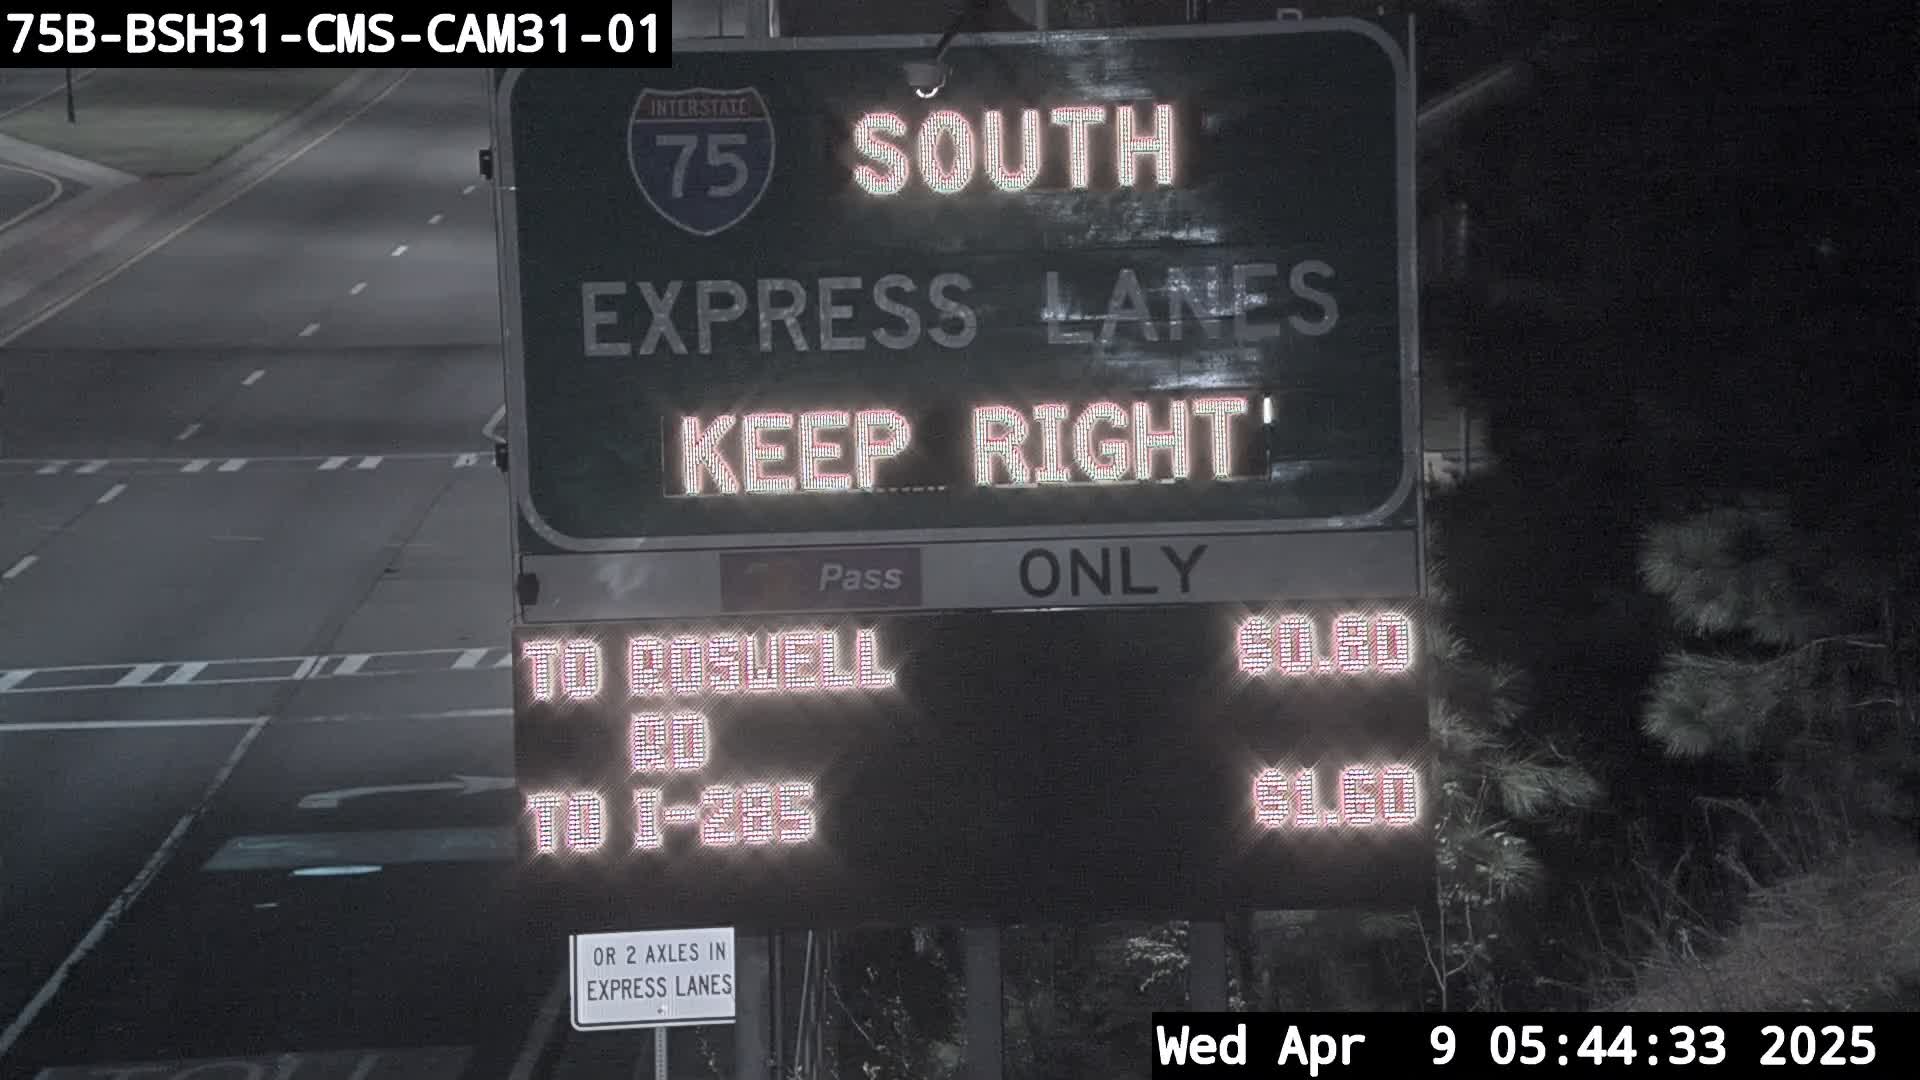 75B-BSH31-CMS-CAM31-01
INTERSTATE
75
SOUTH
EXPRESS LANES
KEEP RIGHT
Pass ONLY
TO ROSWELL $0.80
RD
TO I-285 $1.60
OR 2 AXLES IN
EXPRESS LANES
Wed Apr 9 05:44:33 2025